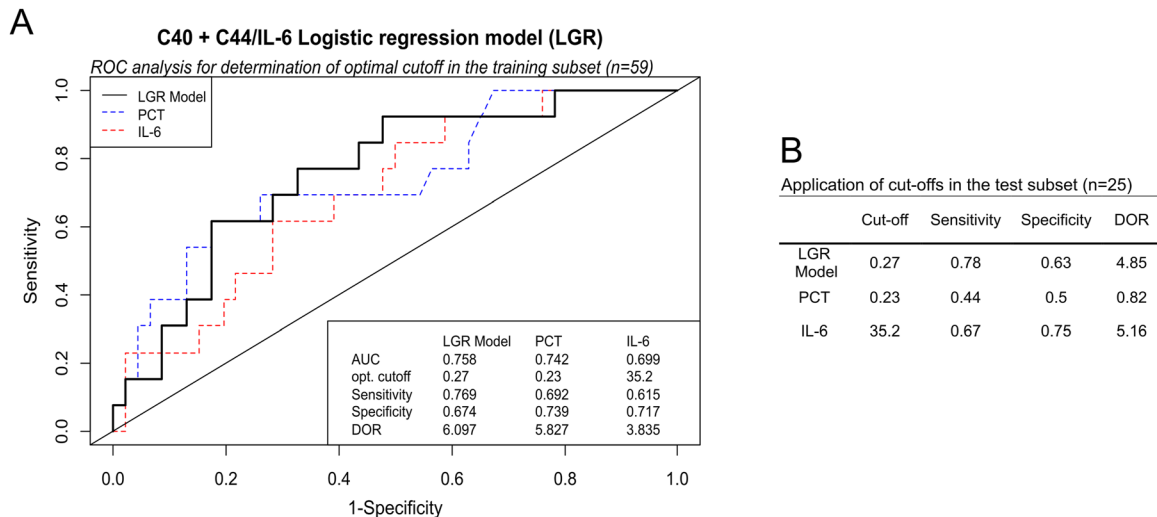 A
C40 + C44/IL-6 Logistic regression model (LGR)
ROC analysis for determination of optimal cutoff in the training subset (n=59)
LGR Model
PCT
IL-6
Sensitivity
1.0
0.8
0.6
0.4
0.2
0.0
LGR Model PCT IL-6
AUC 0.758 0.742 0.699
opt. cutoff 0.27 0.23 35.2
Sensitivity 0.769 0.692 0.615
Specificity 0.674 0.739 0.717
DOR 6.097 5.827 3.835
0.0 0.2 0.4 0.6 0.8 1.0
1-Specificity
B
Application of cut-offs in the test subset (n=25)
Cut-off Sensitivity Specificity DOR
LGR
Model 0.27 0.78 0.63 4.85
PCT 0.23 0.44 0.5 0.82
IL-6 35.2 0.67 0.75 5.16